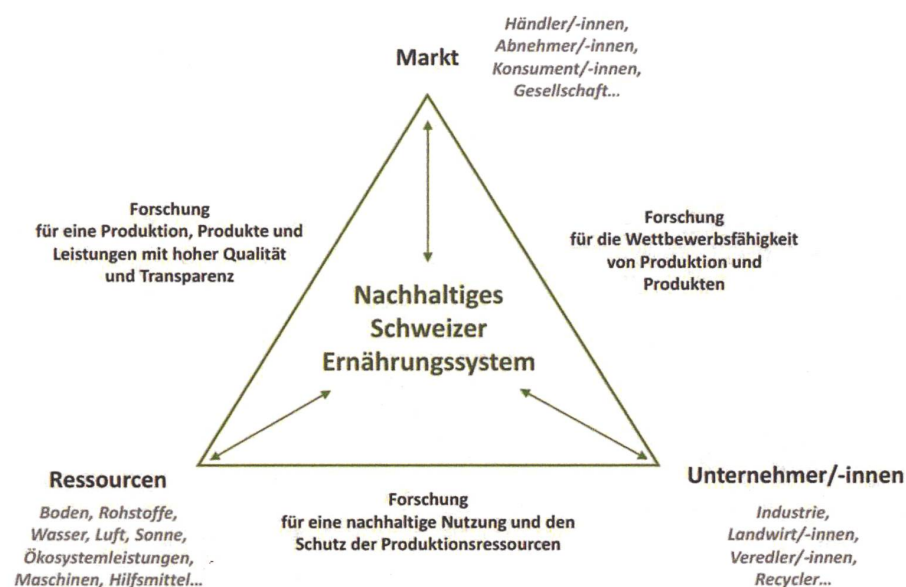 Markt
Händler/-innen,
Abnehmer/-innen,
Konsument/-innen,
Gesellschaft...
Forschung
für eine Produktion, Produkte und
Leistungen mit hoher Qualität
und Transparenz
Forschung
für die Wettbewerbsfähigkeit
von Produktion und
Produkten
Nachhaltiges
Schweizer
Ernährungssystem
Ressourcen
Boden, Rohstoffe,
Wasser, Luft, Sonne,
Ökosystemleistungen,
Maschinen, Hilfsmittel...
Forschung
für eine nachhaltige Nutzung und den
Schutz der Produktionsressourcen
Unternehmer/-innen
Industrie,
Landwirt/-innen,
Veredler/-innen,
Recycler...